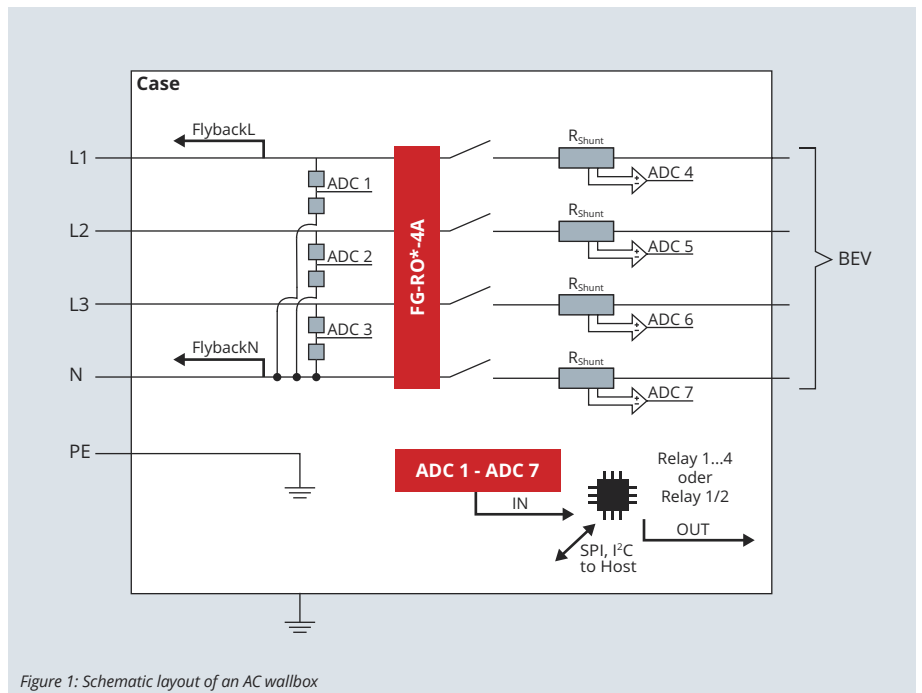 Case
FlybackL
L1
ADC 1
L2
ADC 2
L3
ADC 3
FlybackN
N
PE
FG-RO*-4A
RShunt
ADC 4
RShunt
ADC 5
RShunt
ADC 6
RShunt
ADC 7
BEV
ADC 1 - ADC 7
IN
Relay 1...4
oder
Relay 1/2
OUT
SPI, I²C
to Host
Figure 1: Schematic layout of an AC wallbox